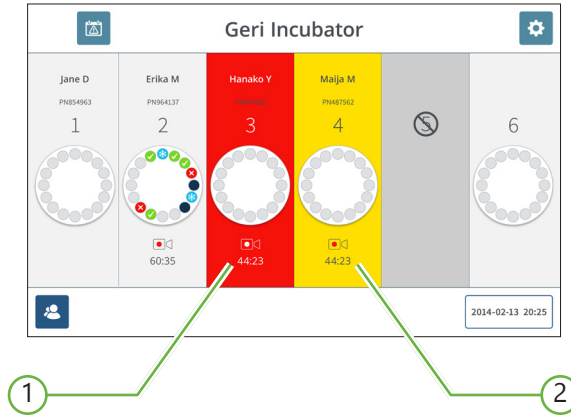 Geri Incubator
Jane D
Erika M
Hanako Y
Maija M
PN854963
PN964137
PN487562
1
2
3
4
5
6
60:35
44:23
44:23
2014-02-13 20:25
1
2